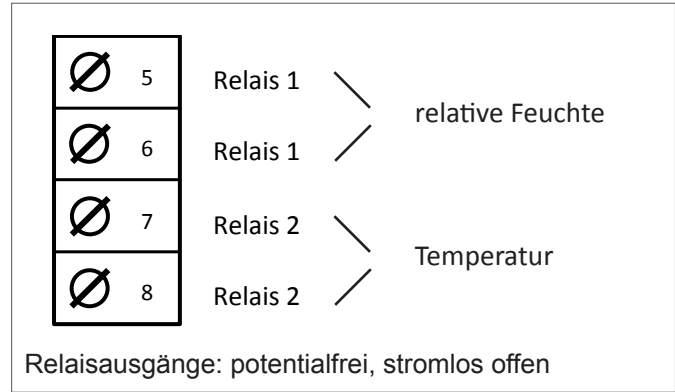 5 Relais 1
relative Feuchte
6 Relais 1
7 Relais 2
Temperatur
8 Relais 2
Relaisausgänge: potentialfrei, stromlos offen